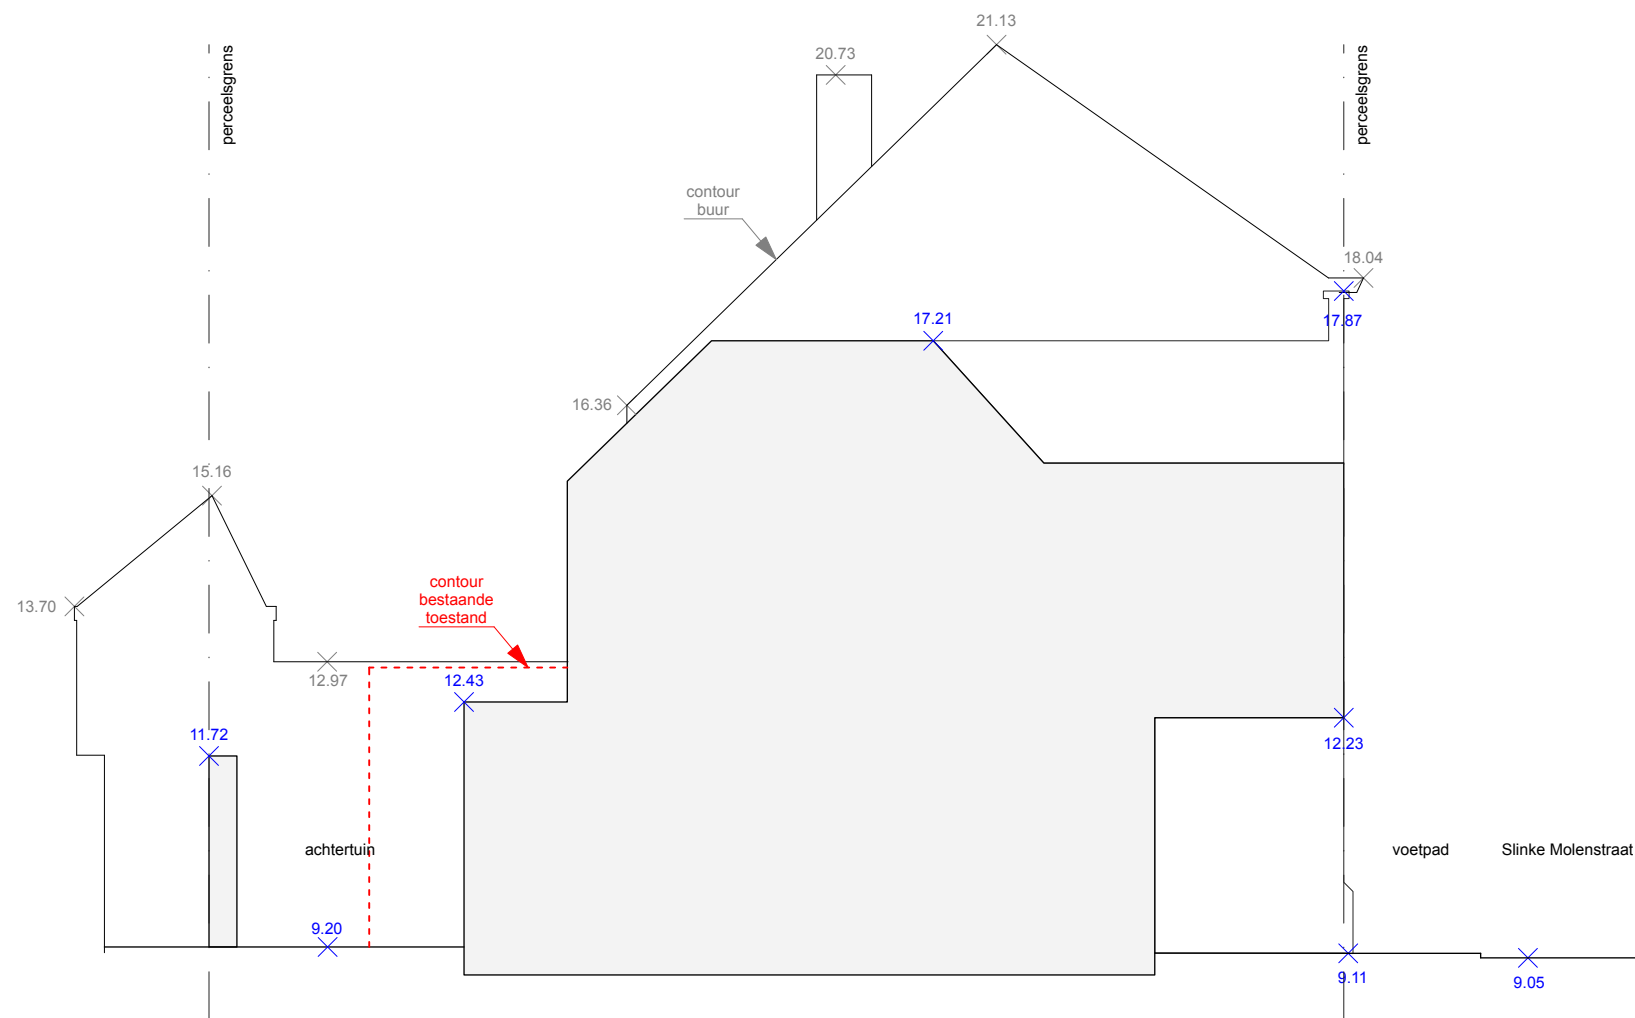 21.13
20.73
perceelsgrens
perceelsgrens
contour
buur
18.04
17.87
17.21
16.36
15.16
contour
bestaande
toestand
13.70
12.97
12.43
11.72
12.23
achtertuin
voetpad
Slinke Molenstraat
9.20
9.11
9.05